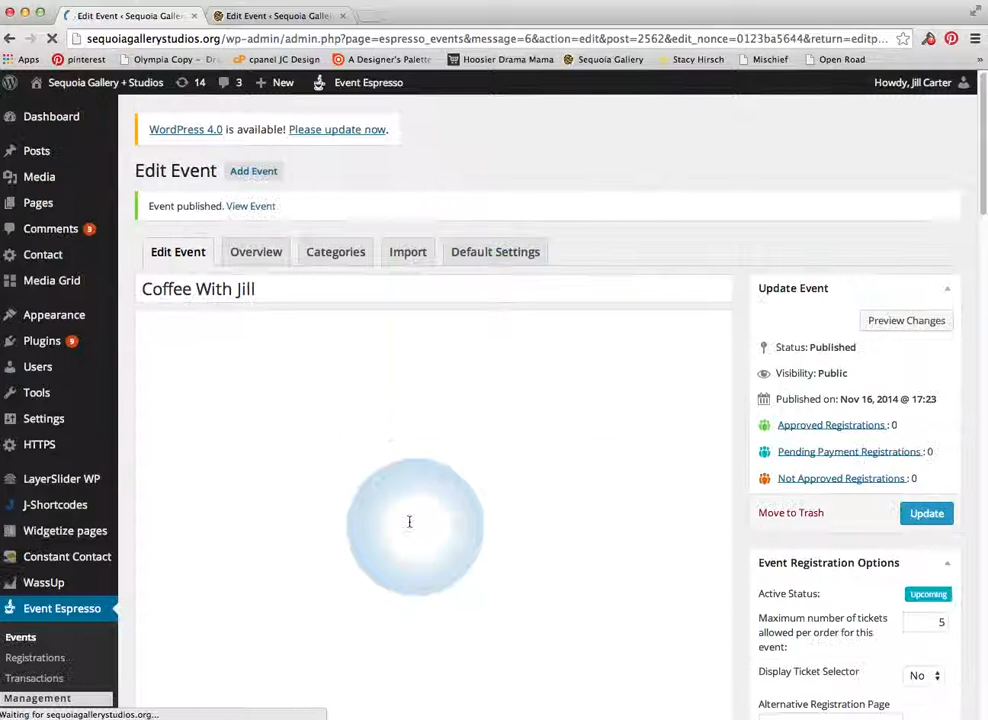 Edit Event ‹ Sequoia Galler
Edit Event ‹ Sequoia Galle
sequoiagallerystudios.org/wp-admin/admin.php?page=espresso_events&message=6&action=edit&post=2562&edit_nonce=0123ba5644&return=editp...
Apps pinterest Olympia Copy – Dr cpanel JC Design A Designer's Palett Hoosier Drama Mama Sequoia Gallery Stacy Hirsch Mischief Open Road »
Sequoia Gallery + Studios 14 3 + New Event Espresso Howdy, Jill Carter
Dashboard
Posts
Media
Pages
Comments 3
Contact
Media Grid
Appearance
Plugins 9
Users
Tools
Settings
HTTPS
LayerSlider WP
J-Shortcodes
Widgetize pages
Constant Contact
WassUp
Event Espresso
Events
Registrations
Transactions
Management
Waiting for sequoiagallerystudios.org...
WordPress 4.0 is available! Please update now.
Edit Event Add Event
Event published. View Event
Edit Event Overview Categories Import Default Settings
Coffee With Jill
Update Event
Preview Changes
Status: Published
Visibility: Public
Published on: Nov 16, 2014 @ 17:23
Approved Registrations : 0
Pending Payment Registrations : 0
Not Approved Registrations : 0
Move to Trash Update
Event Registration Options
Active Status: Upcoming
Maximum number of tickets
allowed per order for this
event:
5
Display Ticket Selector No
Alternative Registration Page